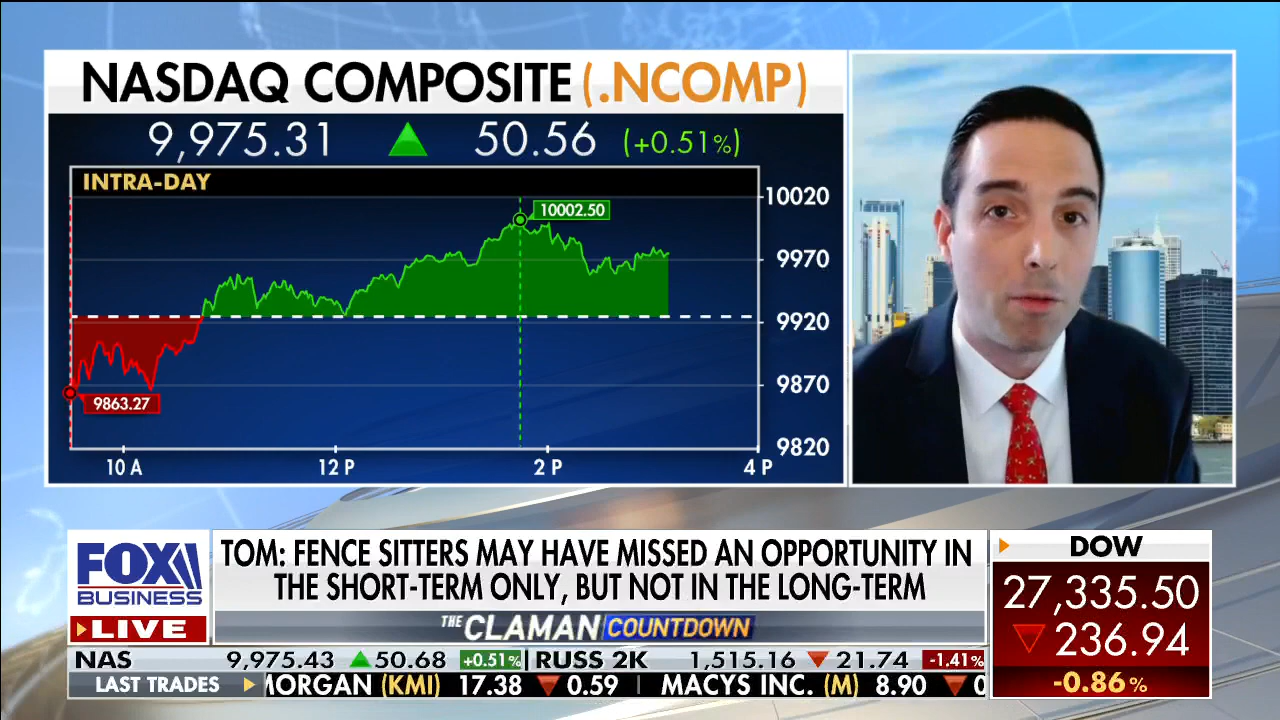 NASDAQ COMPOSITE (.NCOMP)
9,975.31 ▲ 50.56 (+0.51%)
INTRA-DAY
10002.50
9863.27
10020
9970
9920
9870
9820
10 A 12 P 2 P 4 P
FOX BUSINESS
LIVE
TOM: FENCE SITTERS MAY HAVE MISSED AN OPPORTUNITY IN
THE SHORT-TERM ONLY, BUT NOT IN THE LONG-TERM
THE CLAMAN COUNTDOWN
DOW
27,335.50
▼ 236.94
-0.86%
NAS 9,975.43 ▲ 50.68 +0.51% RUSS 2K 1,515.16 ▼ 21.74 -1.41%
LAST TRADES MORGAN (KMI) 17.38 ▼ 0.59 | MACYS INC. (M) 8.90 ▼ 0